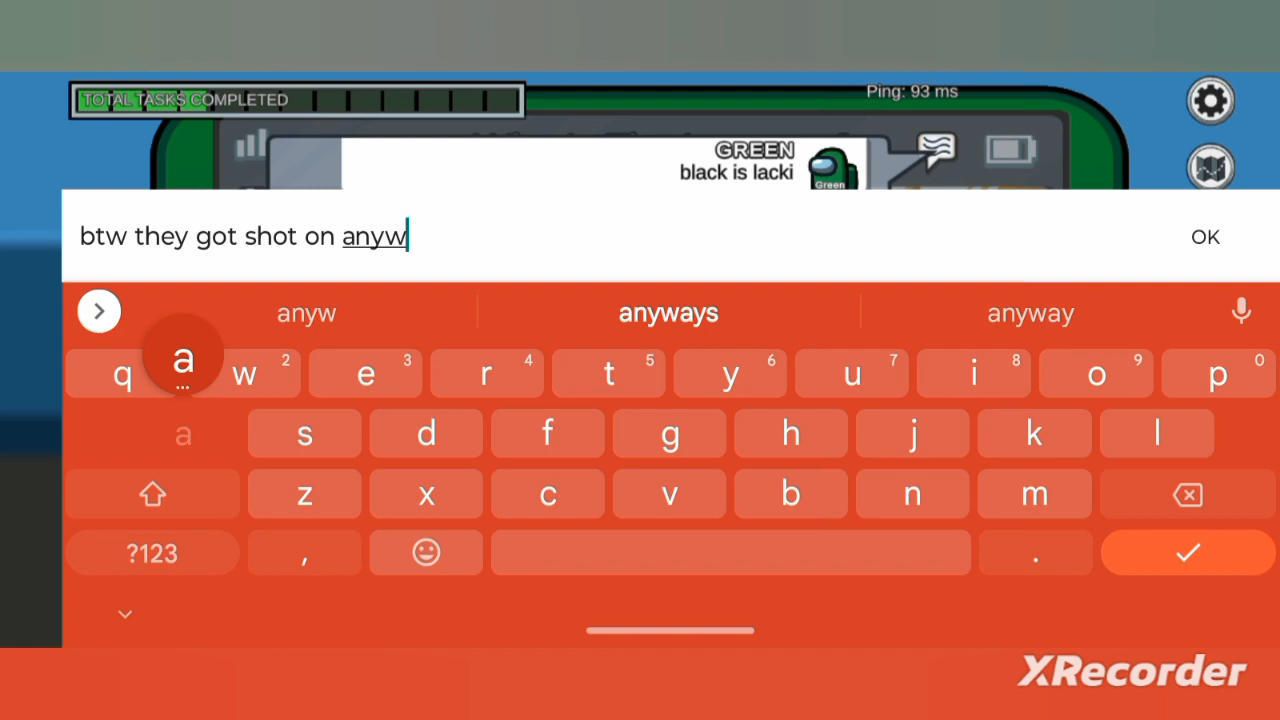 TOTAL TASKS COMPLETED
Ping: 93 ms
GREEN
black is lacki
Green
btw they got shot on anyw
OK
anyw anyways anyway
a
q w 2 e 3 r 4 t 5 y 6 u 7 i 8 o 9 p 0
a s d f g h j k l
z x c v b n m
?123 , .
XRecorder